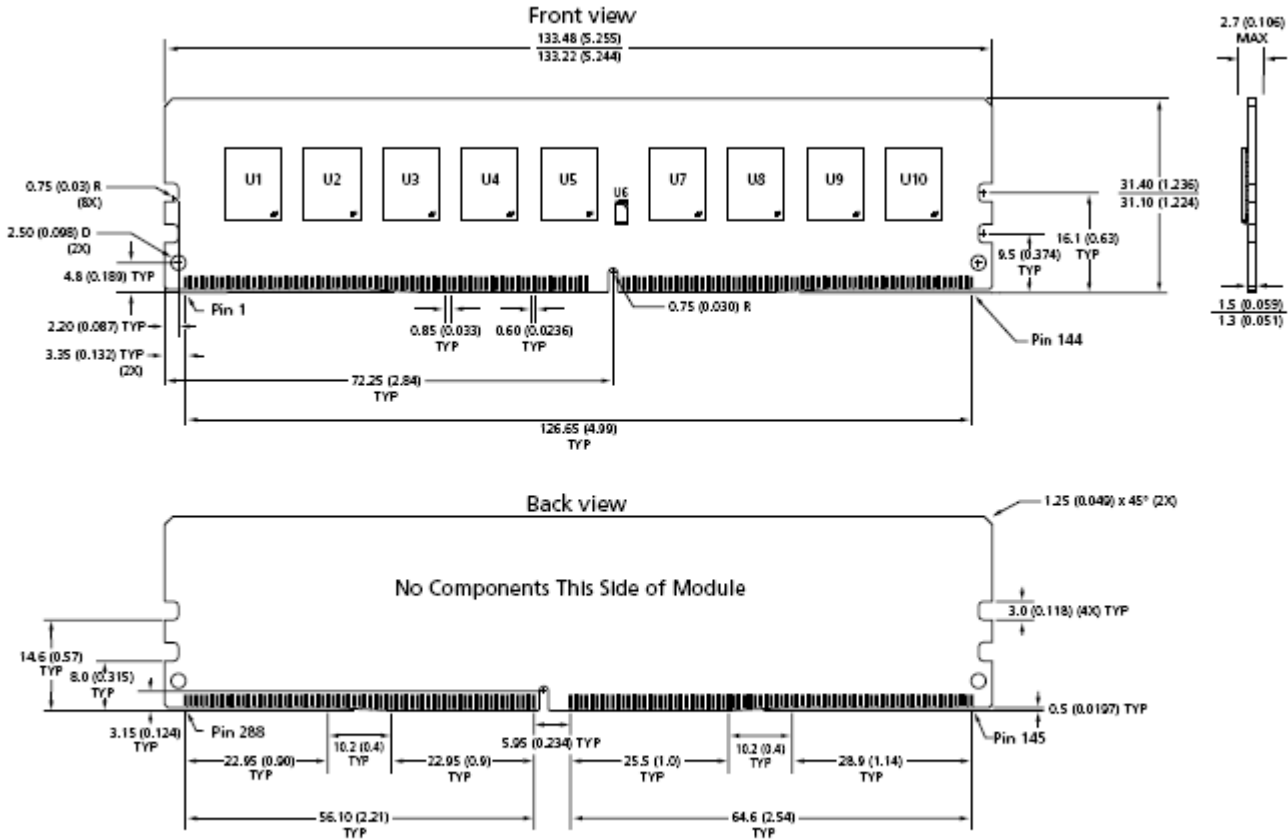 Front view
133.48 (5.255)
133.22 (5.244)
2.7 (0.106)
MAX
U1
U2
U3
U4
U5
U6
U7
U8
U9
U10
0.75 (0.03) R
(8X)
2.50 (0.098) D
(2X)
4.8 (0.189) TYP
31.40 (1.236)
31.10 (1.224)
16.1 (0.63)
TYP
9.5 (0.374)
TYP
Pin 1
2.20 (0.087) TYP
3.35 (0.132) TYP
(2X)
0.85 (0.033)
TYP
0.60 (0.0236)
TYP
0.75 (0.030) R
Pin 144
1.5 (0.059)
1.3 (0.051)
72.25 (2.84)
TYP
126.65 (4.99)
TYP
Back view
1.25 (0.049) x 45° (2X)
No Components This Side of Module
3.0 (0.118) (4X) TYP
14.6 (0.57)
TYP
8.0 (0.315)
TYP
0.5 (0.0197) TYP
3.15 (0.124)
TYP
Pin 288
5.95 (0.234) TYP
Pin 145
22.95 (0.90)
TYP
10.2 (0.4)
TYP
22.95 (0.9)
TYP
25.5 (1.0)
TYP
10.2 (0.4)
TYP
28.9 (1.14)
TYP
56.10 (2.21)
TYP
64.6 (2.54)
TYP